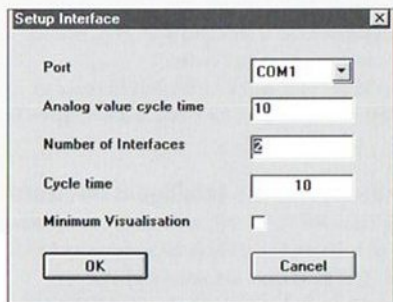 Setup Interface
Port COM1
Analog value cycle time 10
Number of Interfaces 2
Cycle time 10
Minimum Visualisation
OK Cancel